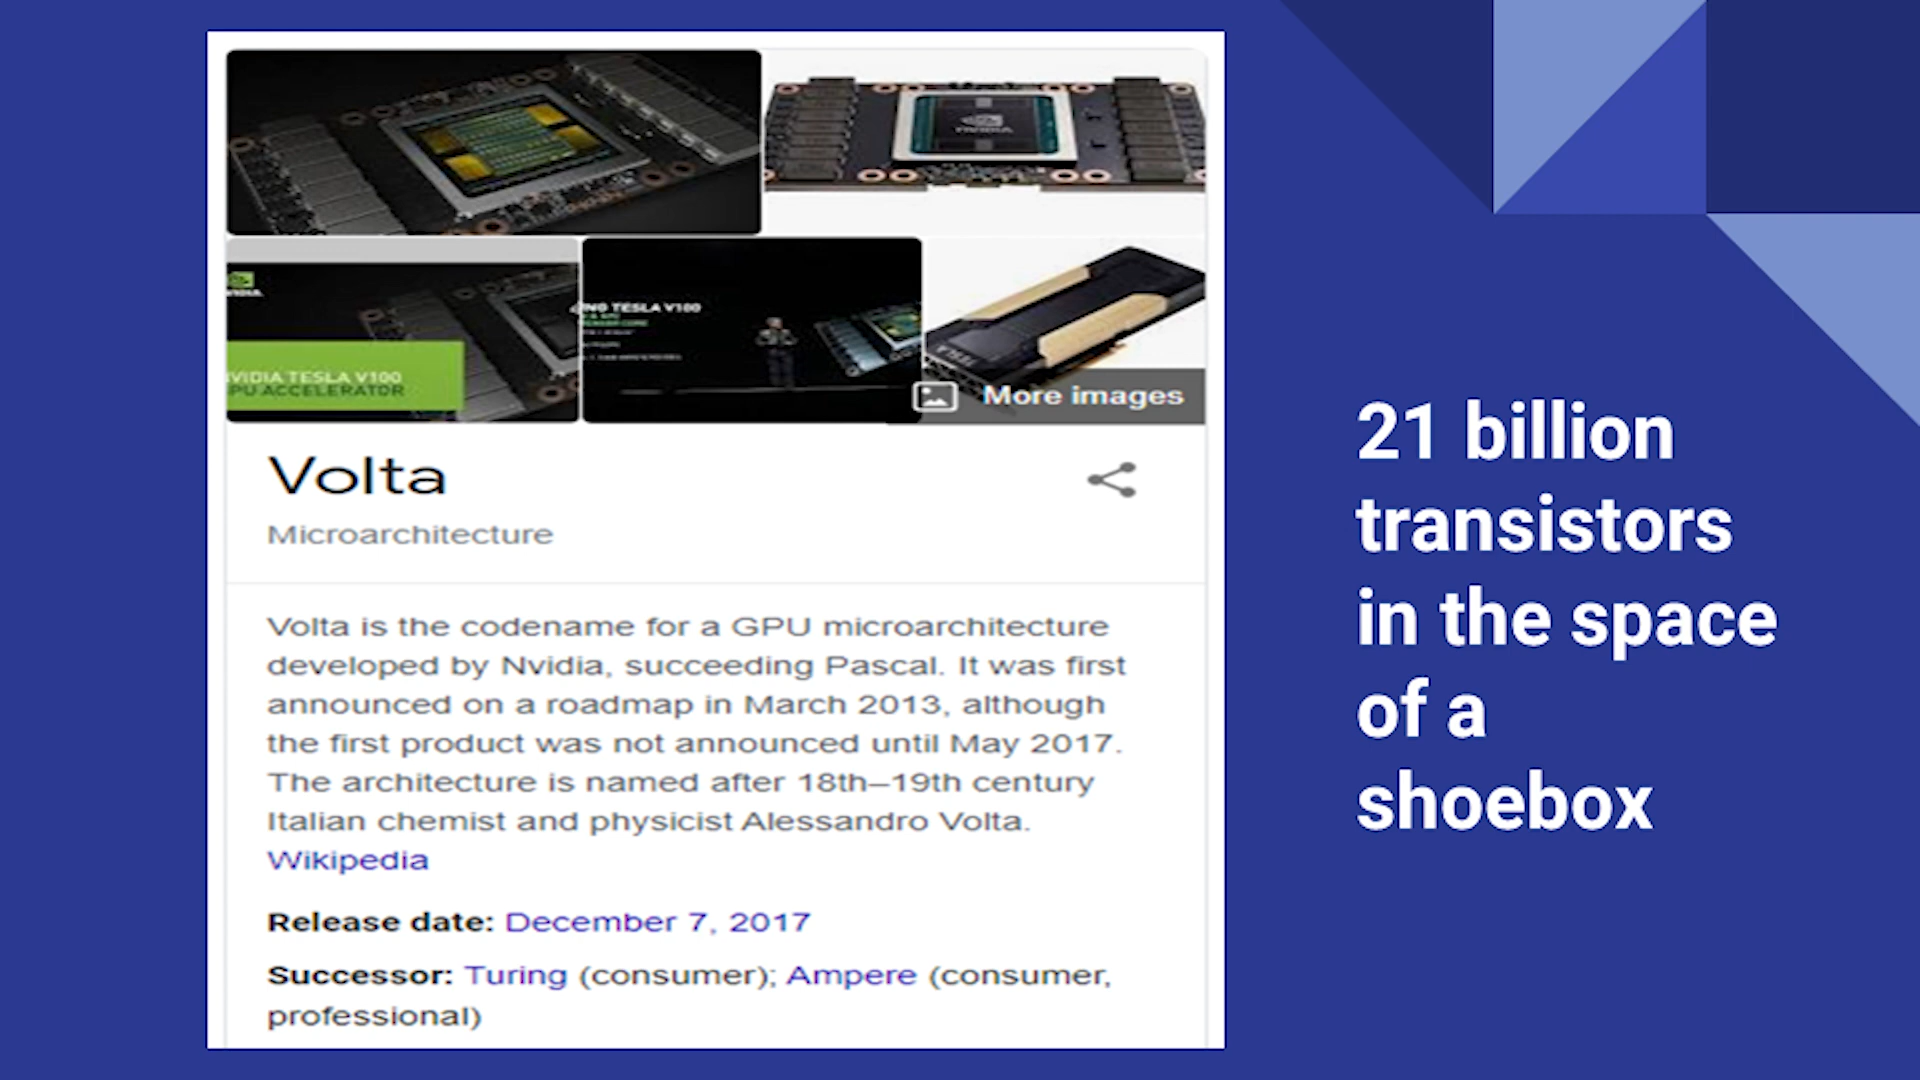 NVIDIA
NVIDIA TESLA V100
TESLA V100
TESLA
More images
Volta
Microarchitecture
Volta is the codename for a GPU microarchitecture
developed by Nvidia, succeeding Pascal. It was first
announced on a roadmap in March 2013, although
the first product was not announced until May 2017.
The architecture is named after 18th–19th century
Italian chemist and physicist Alessandro Volta.
Wikipedia
Release date: December 7, 2017
Successor: Turing (consumer); Ampere (consumer,
professional)
21 billion
transistors
in the space
of a
shoebox